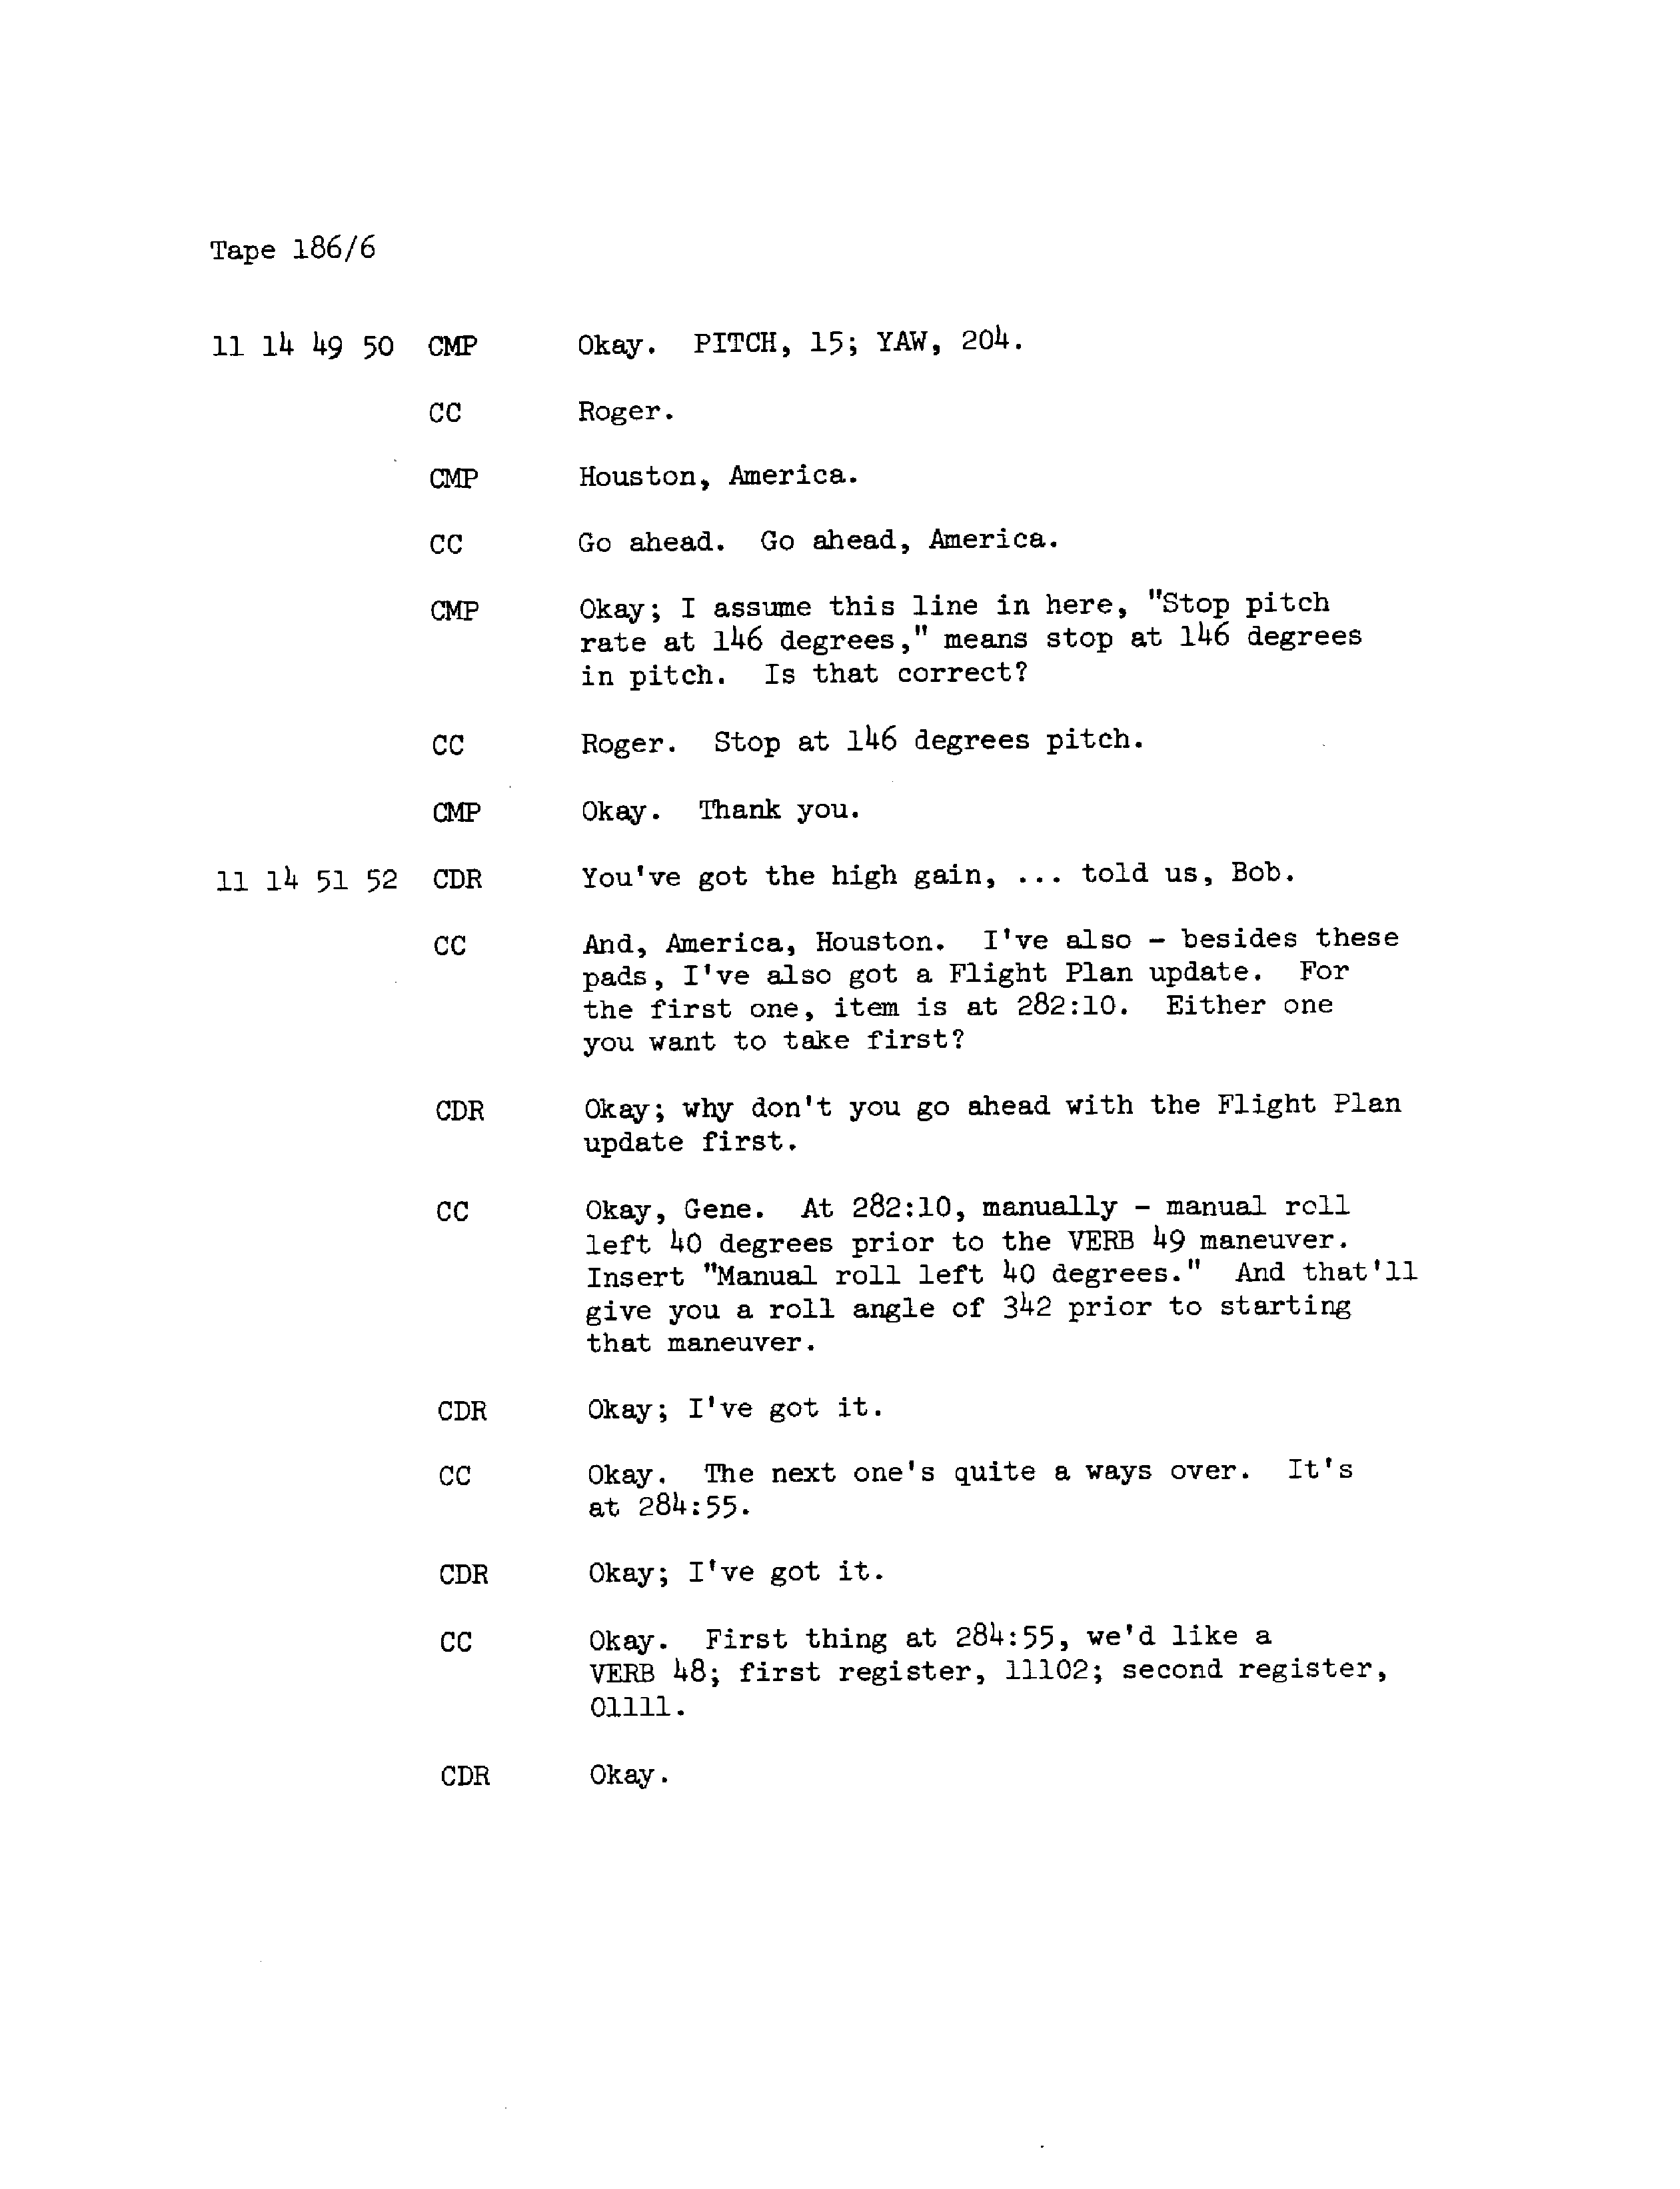 Tape 186/6
11 14 49 50 CMP Okay. PITCH, 15; YAW, 204.
CC Roger.
CMP Houston, America.
CC Go ahead. Go ahead, America.
CMP Okay; I assume this line in here, "Stop pitch
rate at 146 degrees," means stop at 146 degrees
in pitch. Is that correct?
CC Roger. Stop at 146 degrees pitch.
CMP Okay. Thank you.
11 14 51 52 CDR You've got the high gain, ... told us, Bob.
CC And, America, Houston. I've also - besides these
pads, I've also got a Flight Plan update. For
the first one, item is at 282:10. Either one
you want to take first?
CDR Okay; why don't you go ahead with the Flight Plan
update first.
CC Okay, Gene. At 282:10, manually - manual roll
left 40 degrees prior to the VERB 49 maneuver.
Insert "Manual roll left 40 degrees." And that'll
give you a roll angle of 342 prior to starting
that maneuver.
CDR Okay; I've got it.
CC Okay. The next one's quite a ways over. It's
at 284:55.
CDR Okay; I've got it.
CC Okay. First thing at 284:55, we'd like a
VERB 48; first register, 11102; second register,
01111.
CDR Okay.